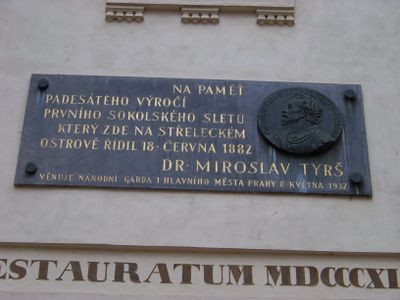 NA PAMĚT
PADESÁTÉHO VÝROČÍ
PRVNÍHO SOKOLSKÉHO SLETU
KTERÝ ZDE NA STŘELECKÉM
OSTROVĚ ŘÍDIL 18· ČERVNA 1882
DR· MIROSLAV TYRŠ
VĚNUJE NÁRODNÍ GARDA 1 HLAVNÍHO MĚSTA PRAHY 8 KVĚTNA 1932
ESTAURATUM MDCCCXL